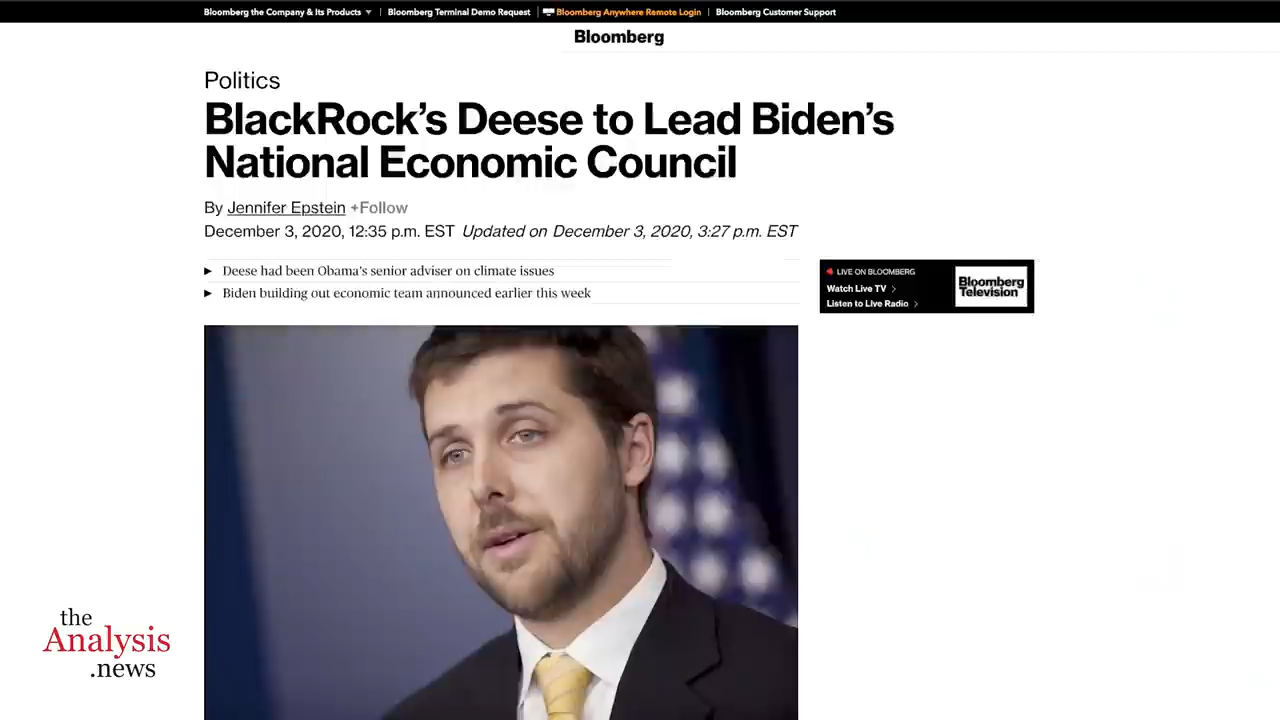 Bloomberg the Company & Its Products ▼ | Bloomberg Terminal Demo Request | Bloomberg Anywhere Remote Login | Bloomberg Customer Support
Bloomberg
Politics
BlackRock's Deese to Lead Biden's
National Economic Council
By Jennifer Epstein +Follow
December 3, 2020, 12:35 p.m. EST Updated on December 3, 2020, 3:27 p.m. EST
► Deese had been Obama's senior adviser on climate issues
► Biden building out economic team announced earlier this week
LIVE ON BLOOMBERG
Watch Live TV >
Listen to Live Radio >
Bloomberg
Television
the
Analysis
.news